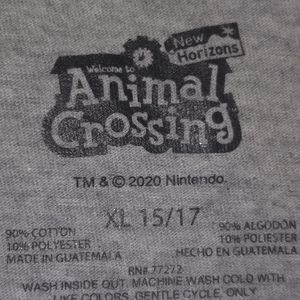 New
Horizons
Welcome to
Animal
Crossing
TM & © 2020 Nintendo.
XL 15/17
90% COTTON
10% POLYESTER
MADE IN GUATEMALA
90% ALGODÓN
10% POLIESTER
HECHO EN GUATEMALA
RN# 77272
WASH INSIDE OUT. MACHINE WASH COLD WITH
LIKE COLORS, GENTLE CYCLE, ONLY